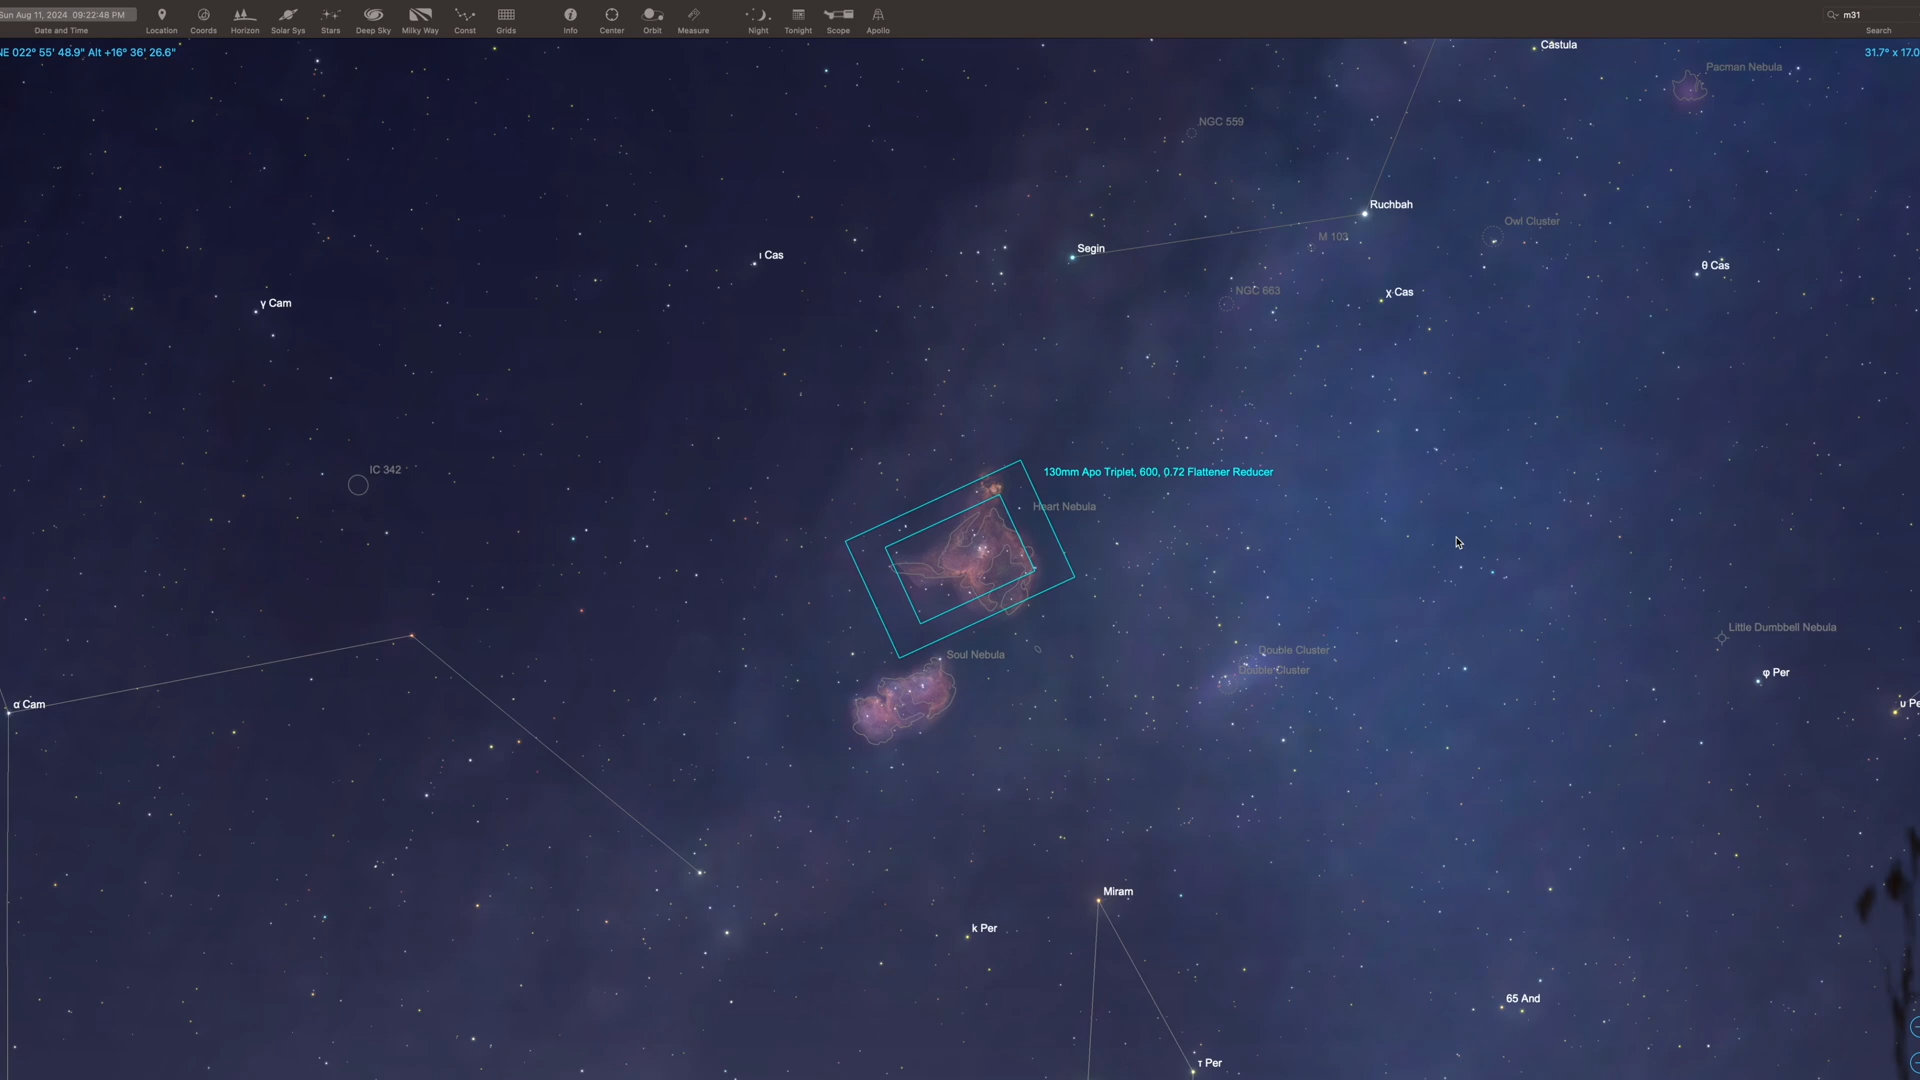 Sun Aug 11, 2024 09:22:48 PM
Date and Time
Location
Coords
Horizon
Solar Sys
Stars
Deep Sky
Milky Way
Const
Grids
Info
Center
Orbit
Measure
Night
Tonight
Scope
Apollo
m31
Search
NE 022° 55' 48.9" Alt +16° 36' 26.6"
31.7° x 17.0
Castula
Pacman Nebula
NGC 559
Ruchbah
Owl Cluster
M 103
Segin
ι Cas
θ Cas
NGC 663
χ Cas
γ Cam
IC 342
130mm Apo Triplet, 600, 0.72 Flattener Reducer
Heart Nebula
Little Dumbbell Nebula
Soul Nebula
Double Cluster
Double Cluster
φ Per
α Cam
υ Pe
Miram
k Per
65 And
τ Per